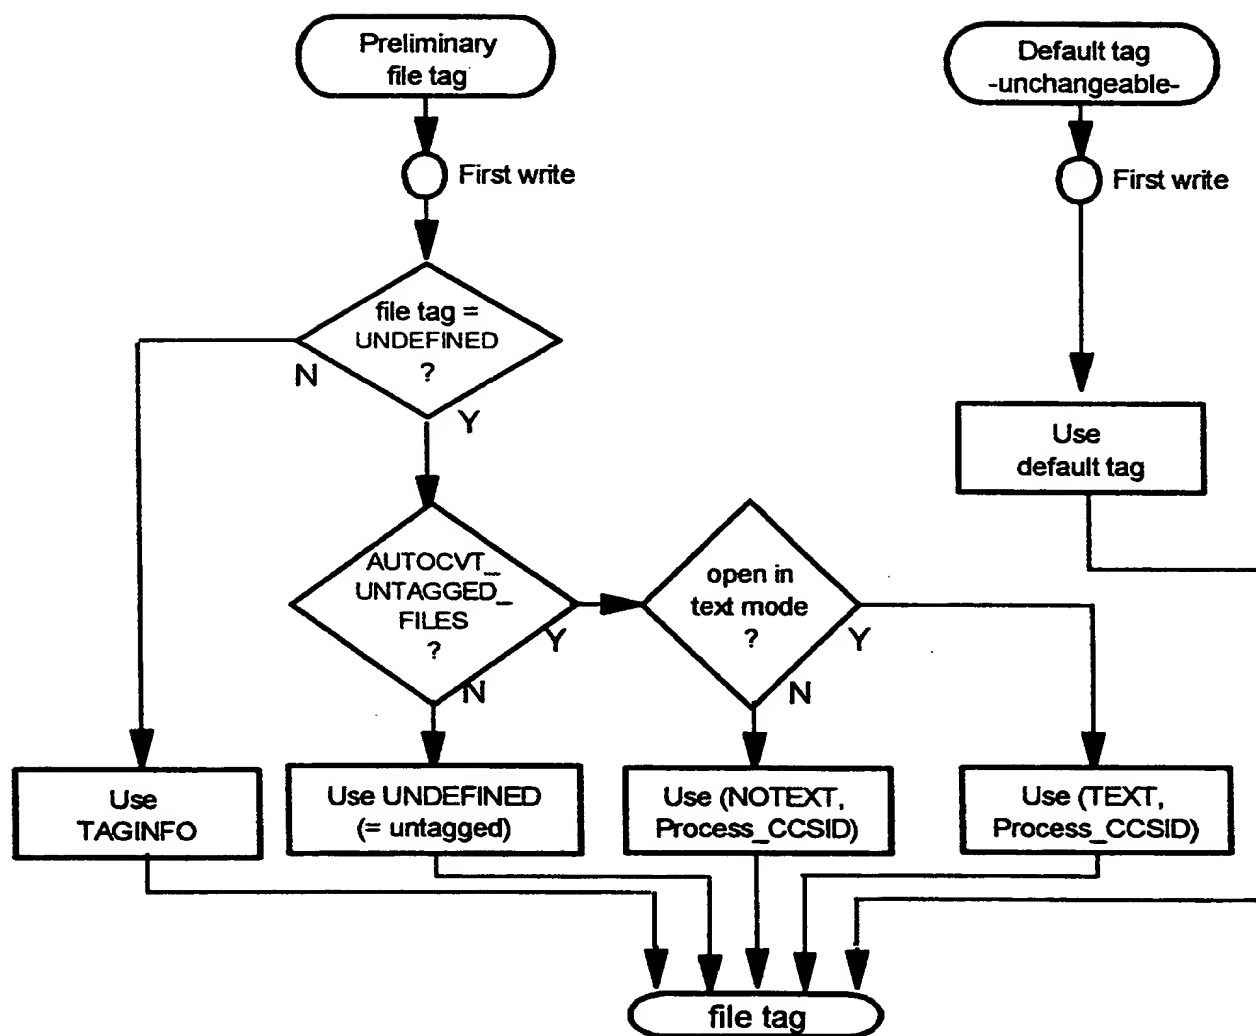 Preliminary
file tag
Default tag
-unchangeable-
First write
First write
file tag =
UNDEFINED
?
N
Y
Use
default tag
AUTOCVT_
UNTAGGED_
FILES
?
Y
N
open in
text mode
?
Y
N
Use
TAGINFO
Use UNDEFINED
(= untagged)
Use (NOTEXT,
Process_CCSID)
Use (TEXT,
Process_CCSID)
file tag